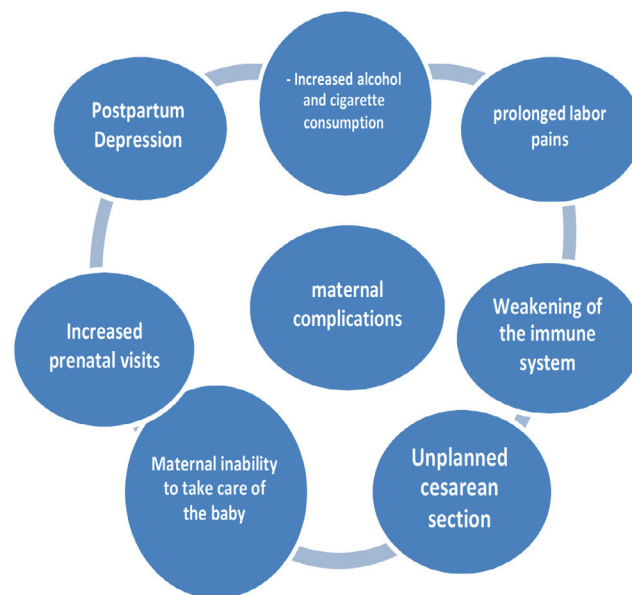 - Increased alcohol
and cigarette
consumption
prolonged labor
pains
Weakening of
the immune
system
Unplanned
cesarean
section
Maternal inability
to take care of
the baby
Increased
prenatal visits
Postpartum
Depression
maternal
complications